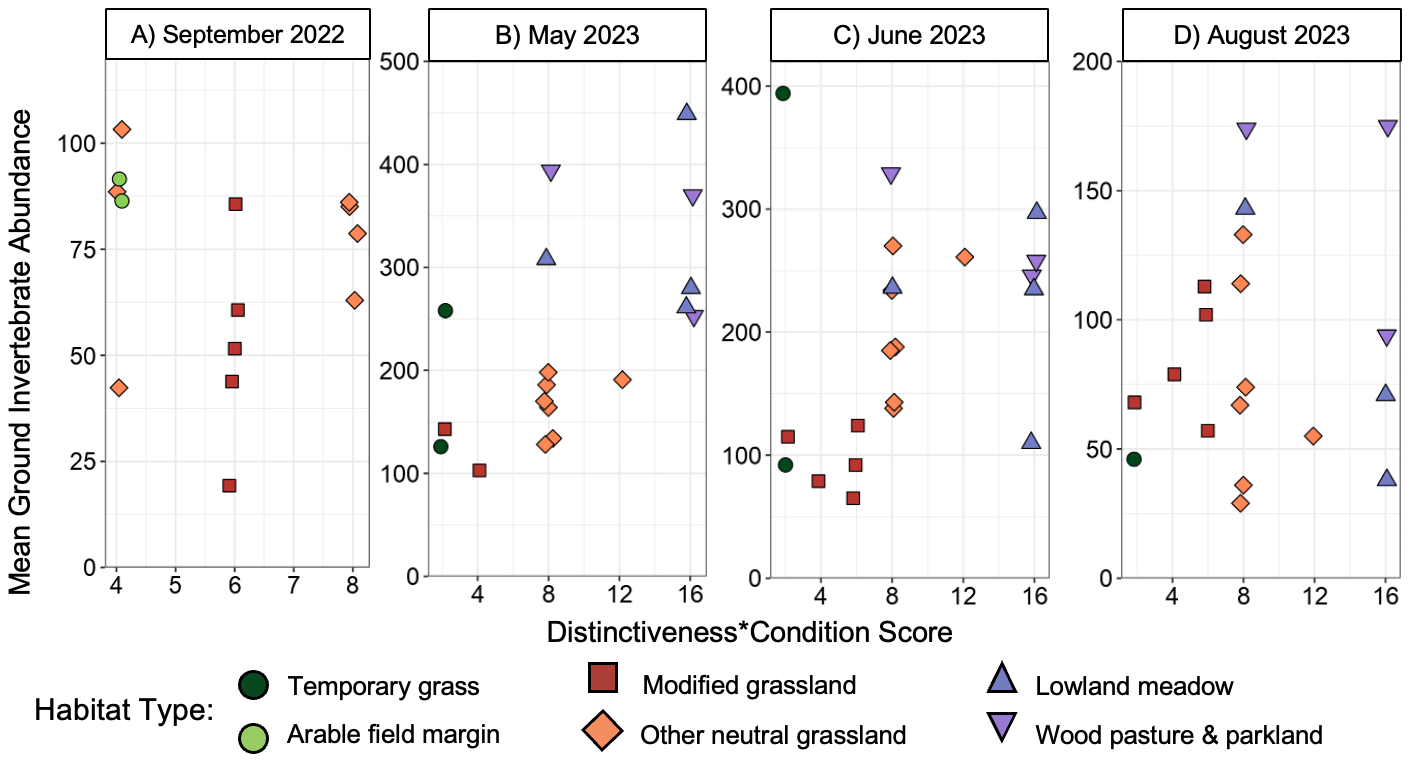 A) September 2022
B) May 2023
C) June 2023
D) August 2023
Mean Ground Invertebrate Abundance
100
75
50
25
0
4 5 6 7 8
500
400
300
200
100
0
4 8 12 16
400
300
200
100
0
4 8 12 16
200
150
100
50
0
4 8 12 16
Distinctiveness*Condition Score
Habitat Type:
Temporary grass
Modified grassland
Lowland meadow
Arable field margin
Other neutral grassland
Wood pasture & parkland